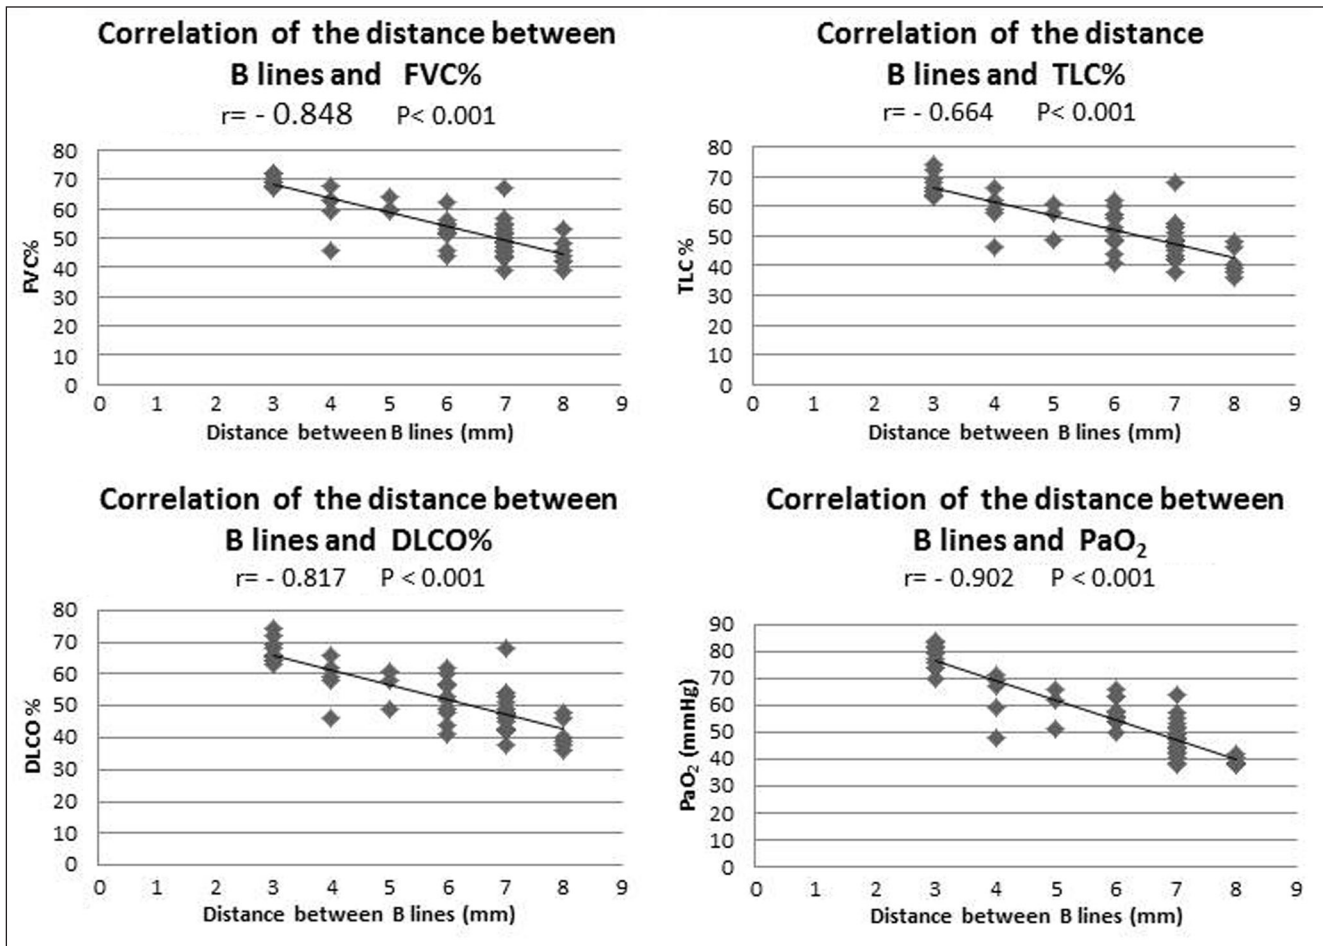 Correlation of the distance between
B lines and FVC%
r= - 0.848 P< 0.001
80
70
60
50
40
30
20
10
0
FVC%
0 1 2 3 4 5 6 7 8 9
Distance between B lines (mm)
Correlation of the distance
B lines and TLC%
r= - 0.664 P< 0.001
80
70
60
50
40
30
20
10
0
TLC %
0 1 2 3 4 5 6 7 8 9
Distance between B lines (mm)
Correlation of the distance between
B lines and DLCO%
r= - 0.817 P < 0.001
80
70
60
50
40
30
20
10
0
DLCO %
0 1 2 3 4 5 6 7 8 9
Distance between B lines (mm)
Correlation of the distance between
B lines and PaO₂
r= - 0.902 P < 0.001
90
80
70
60
50
40
30
20
10
0
PaO₂ (mmHg)
0 1 2 3 4 5 6 7 8 9
Distance between B lines (mm)